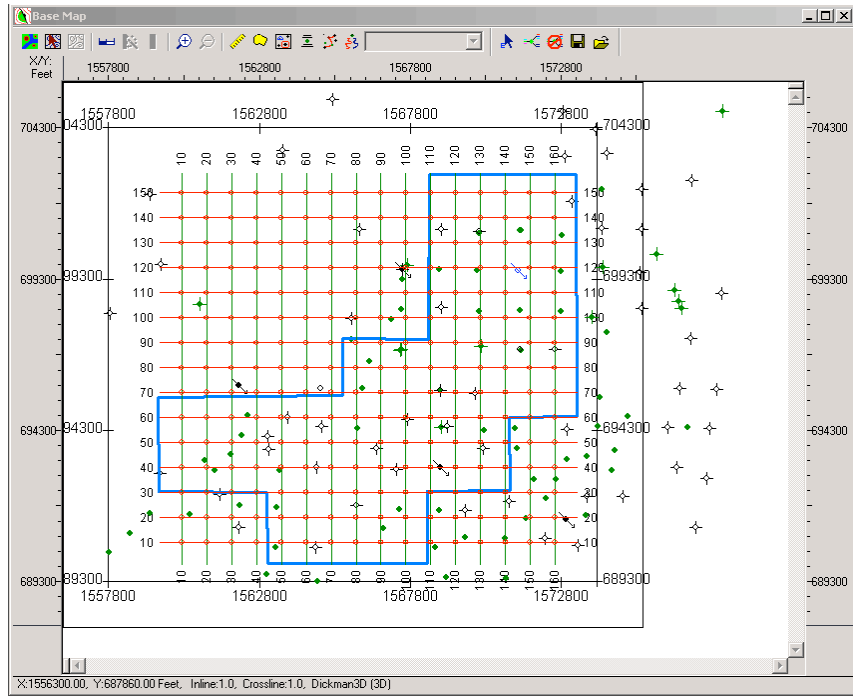 Base Map
X/Y:
Feet
1557800 1562800 1567800 1572800
1557800 1562800 1567800 1572800
704300 04300 704300 704300
10 20 30 40 50 60 70 80 90 100 110 120 130 140 150 160
150 150
140 140
130 130
120 120
699300 699300 699300 699300
110 110
100 100
90 90
80 80
70 70
60 60
694300 94300 694300 694300
50 50
40 40
30 30
20 20
10 10
689300 89300 689300 689300
10 20 30 40 50 60 70 80 90 100 110 120 130 140 150 160
1557800 1562800 1567800 1572800
X:1556300.00, Y:687860.00 Feet, Inline:1.0, Crossline:1.0, Dickman3D (3D)